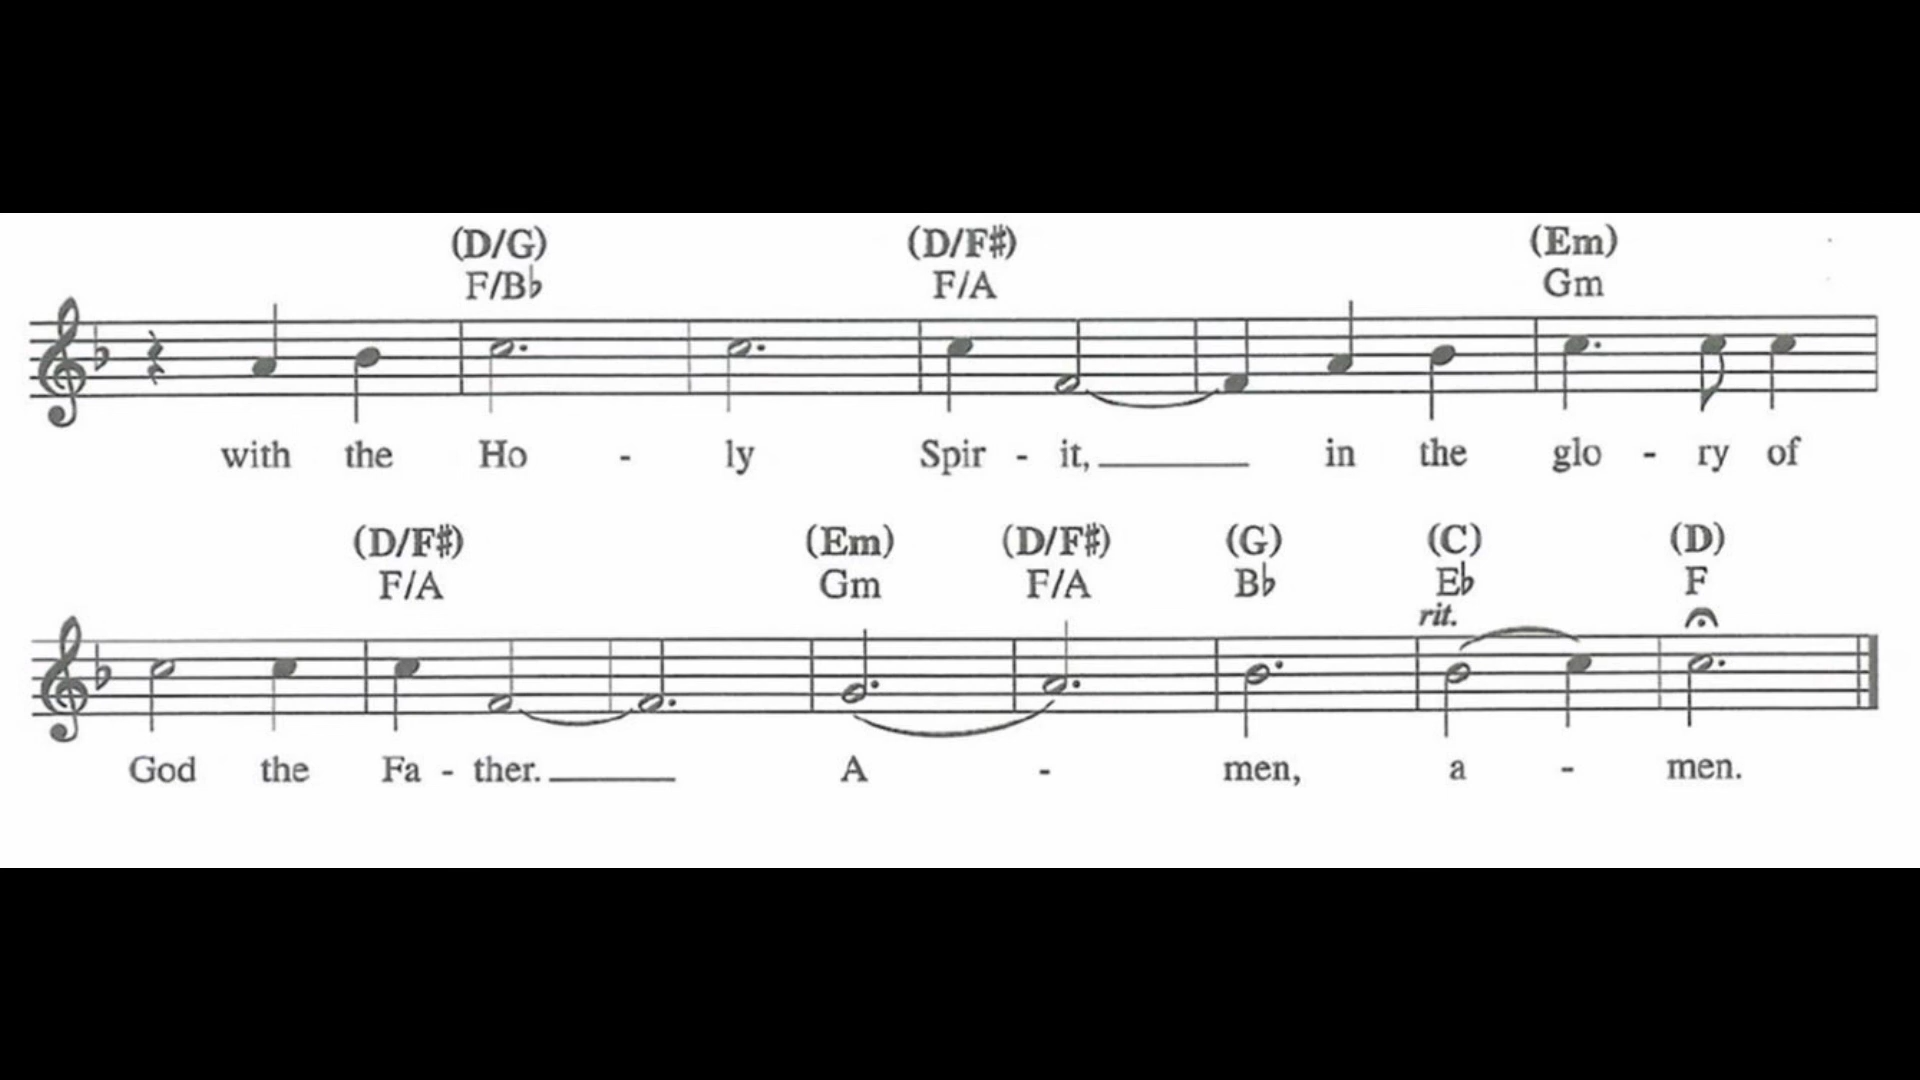 (D/G) (D/F♯) (Em)
F/B♭ F/A Gm
with the Ho - ly Spir - it, in the glo - ry of
(D/F♯) (Em) (D/F♯) (G) (C) (D)
F/A Gm F/A B♭ E♭ F
rit.
God the Fa - ther. A - men, a - men.